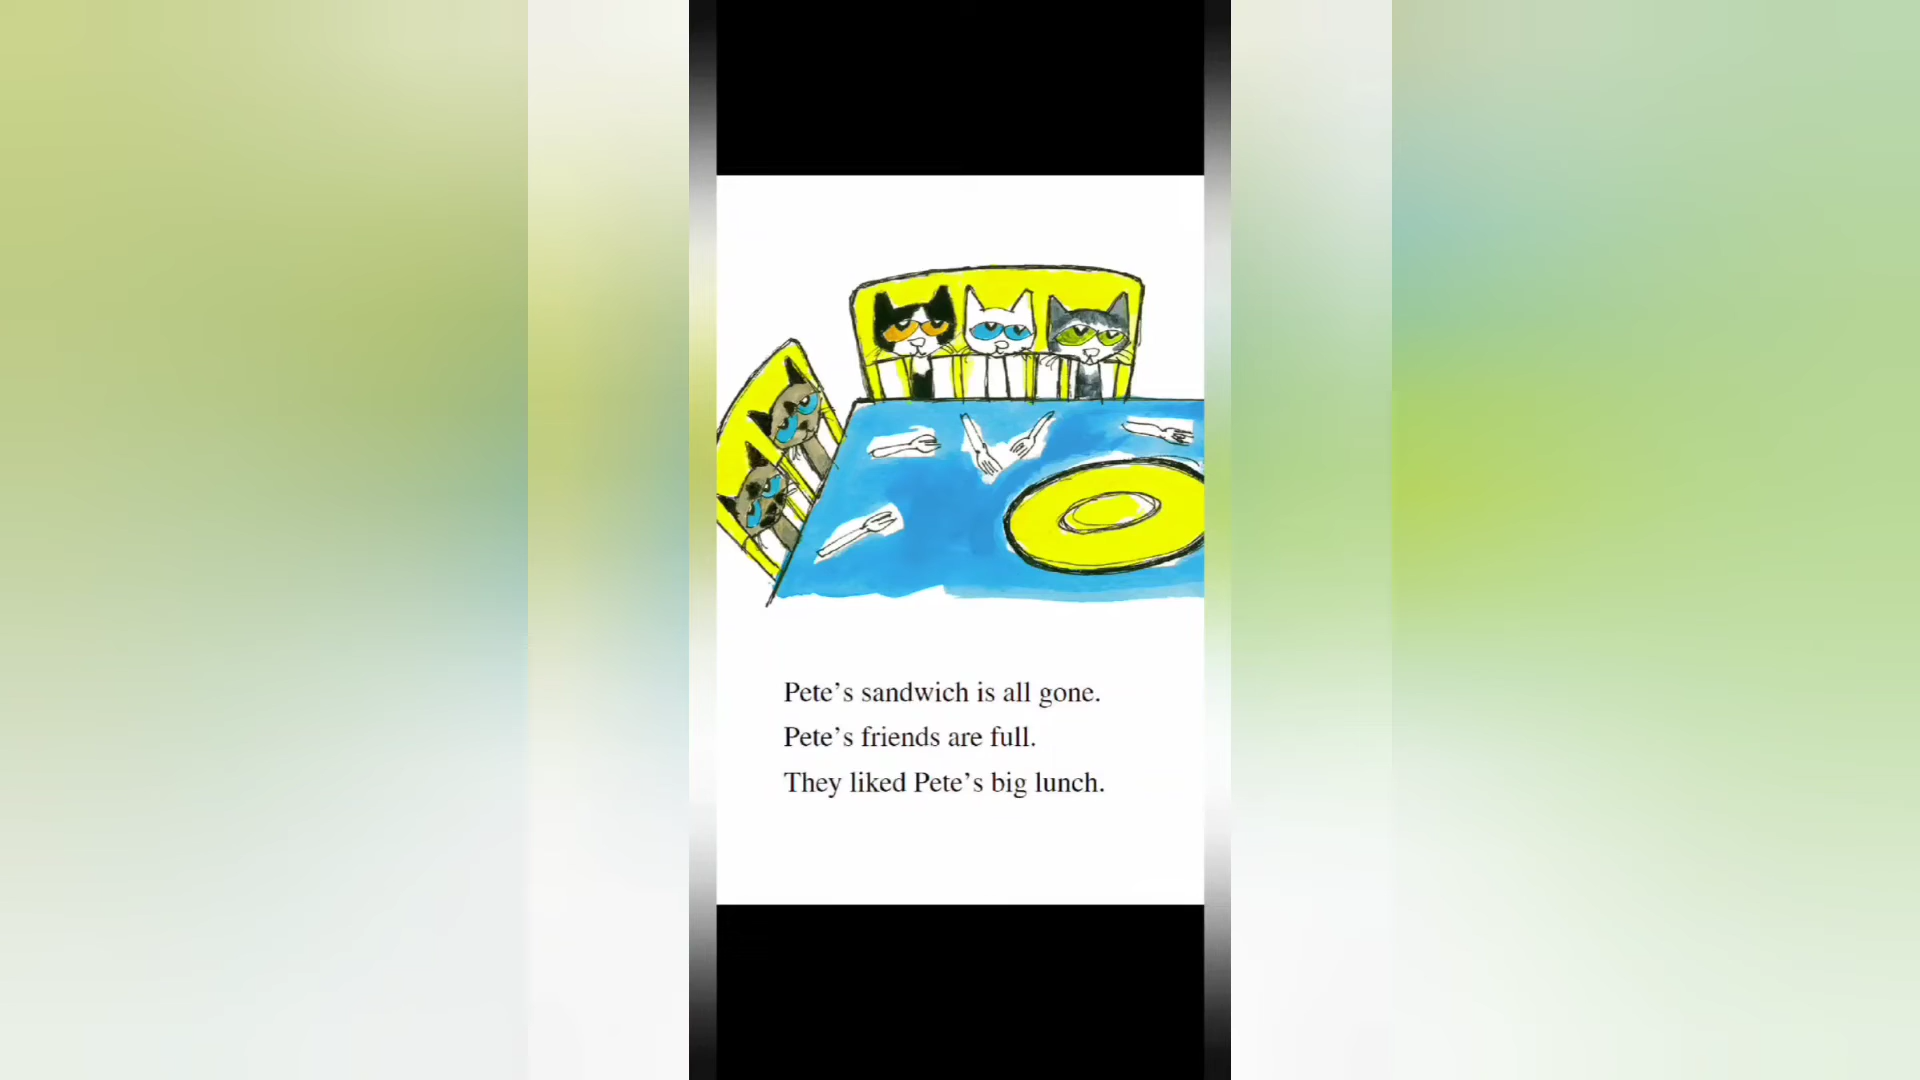 Pete’s sandwich is all gone.
Pete’s friends are full.
They liked Pete’s big lunch.